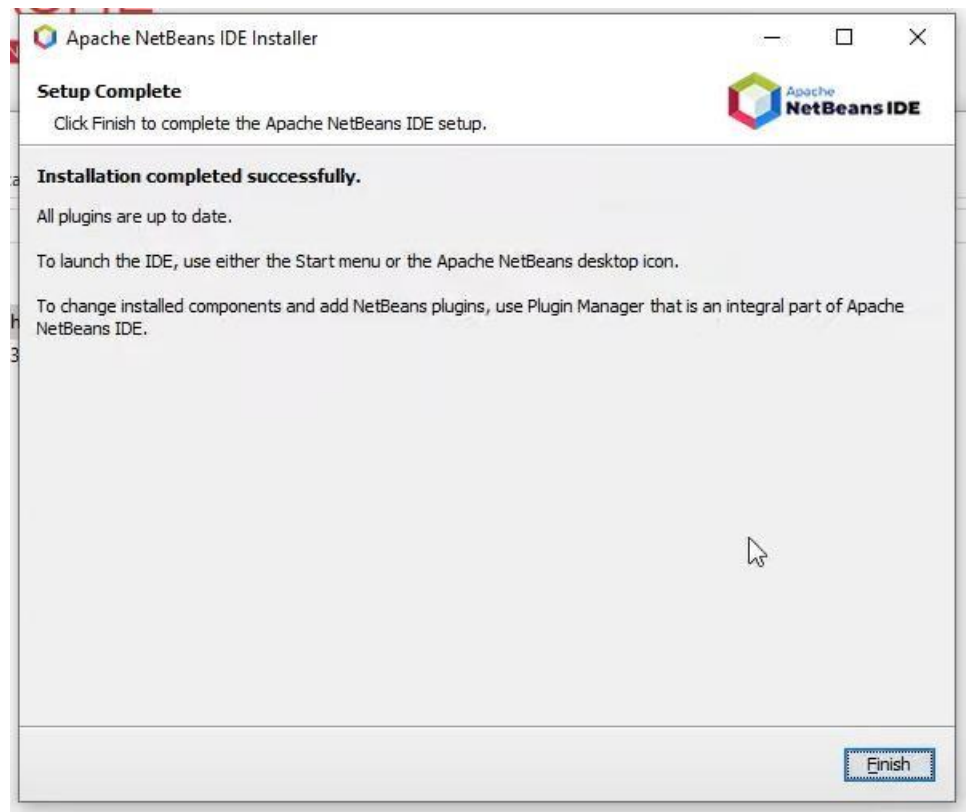 Apache NetBeans IDE Installer
Setup Complete
Click Finish to complete the Apache NetBeans IDE setup.
Apache
NetBeans IDE
Installation completed successfully.
All plugins are up to date.
To launch the IDE, use either the Start menu or the Apache NetBeans desktop icon.
To change installed components and add NetBeans plugins, use Plugin Manager that is an integral part of Apache
NetBeans IDE.
Finish